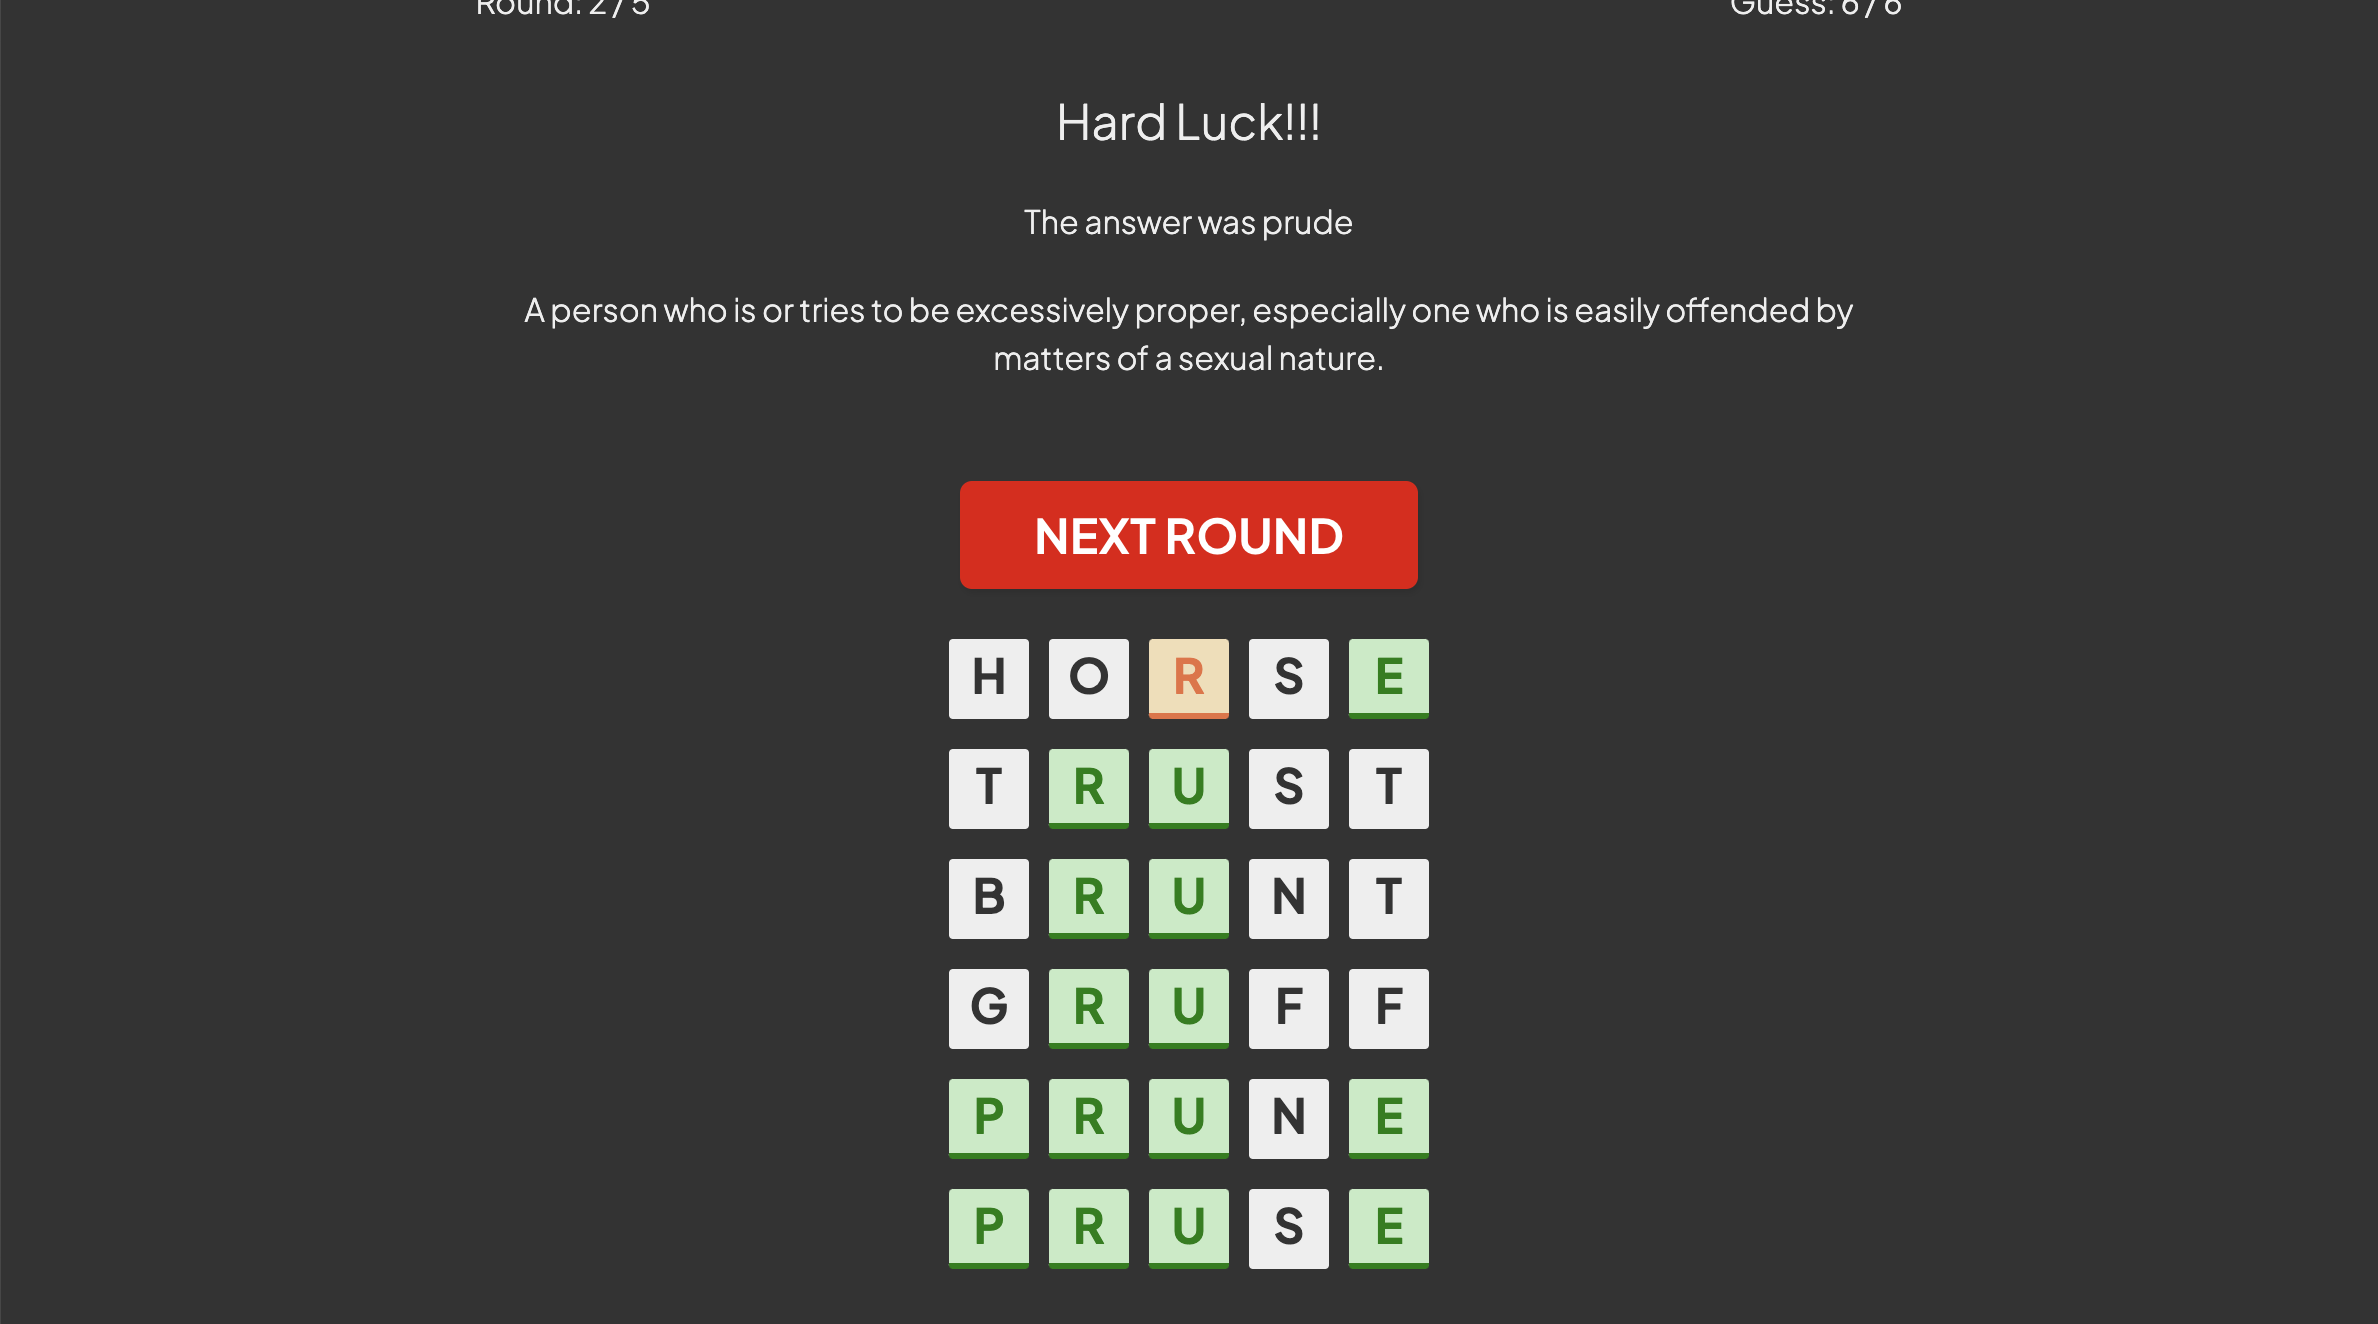 Round: 2 / 5
Guess: 6 / 6
Hard Luck!!!
The answer was prude
A person who is or tries to be excessively proper, especially one who is easily offended by
matters of a sexual nature.
NEXT ROUND
H O R S E
T R U S T
B R U N T
G R U F F
P R U N E
P R U S E